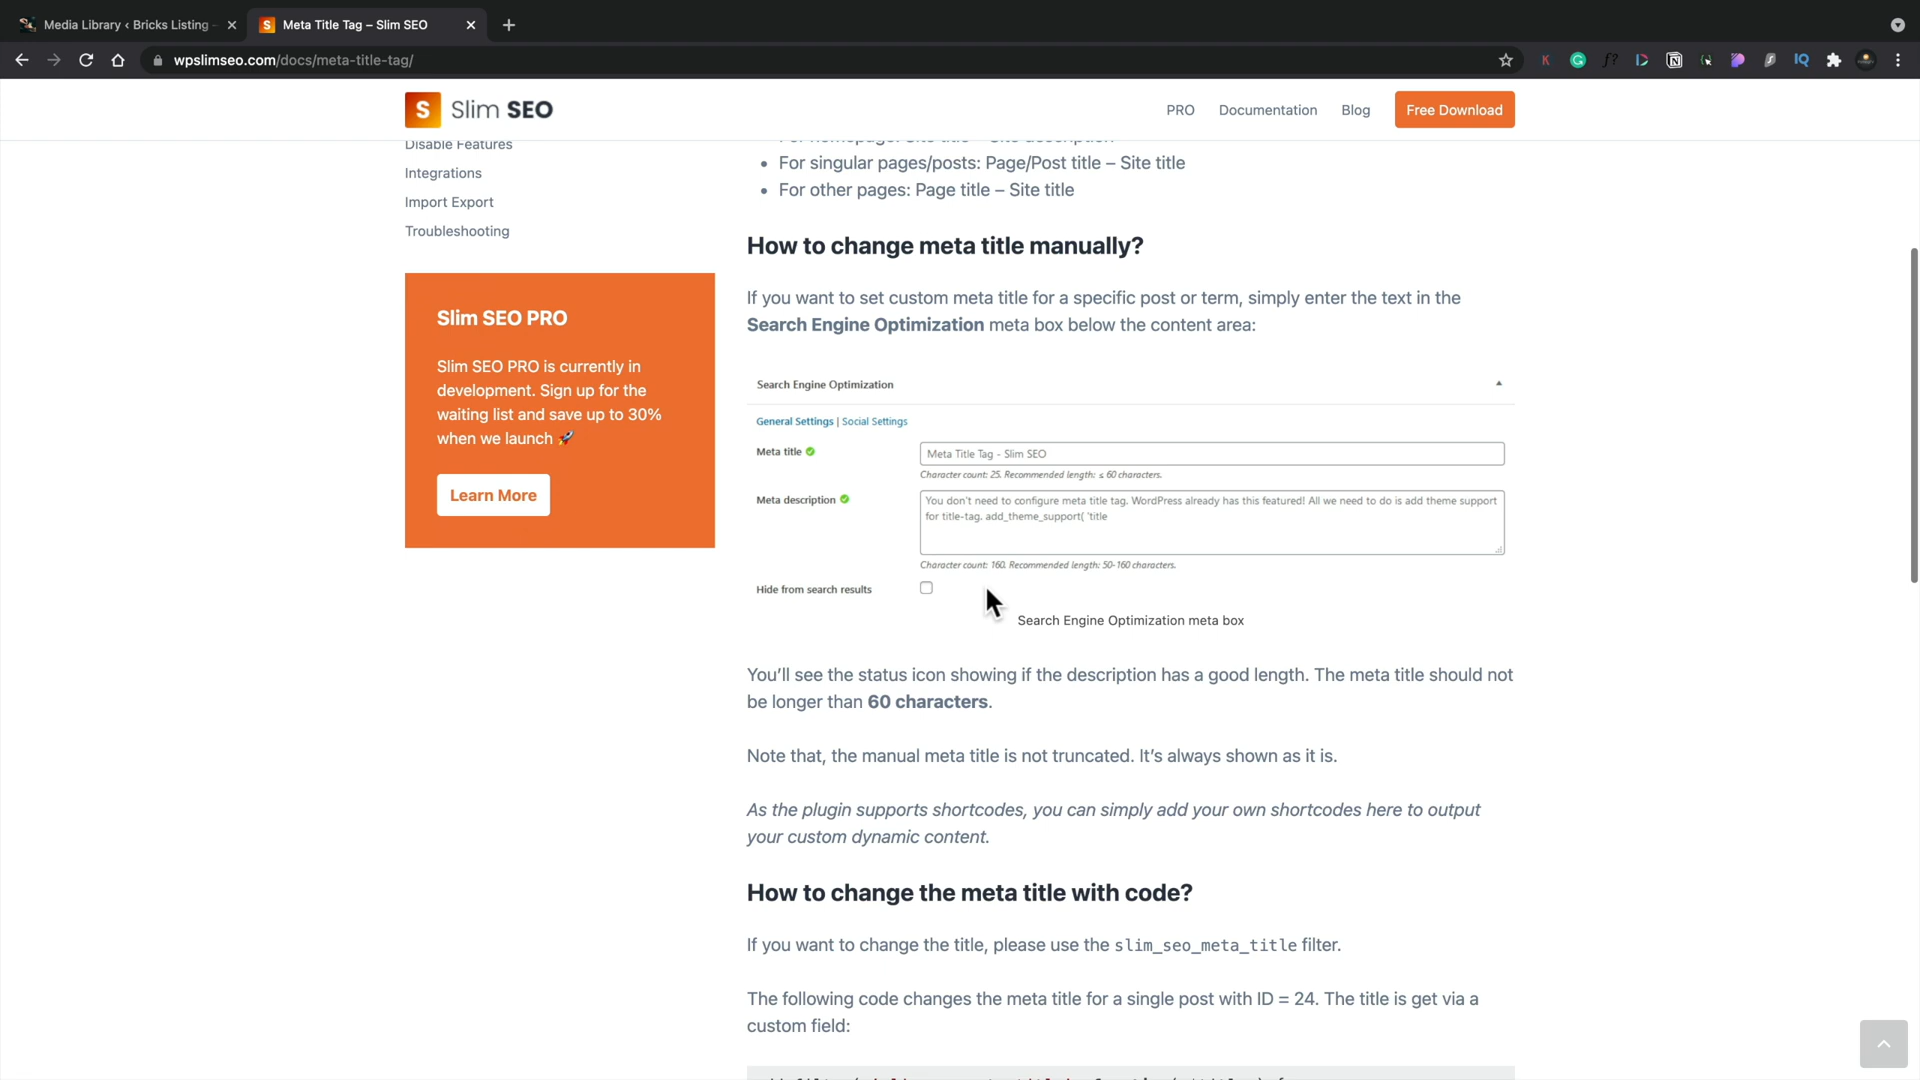 Media Library ‹ Bricks Listing
Meta Title Tag – Slim SEO
wpslimseo.com/docs/meta-title-tag/
S Slim SEO
PRO
Documentation
Blog
Free Download
Disable Features
Integrations
Import Export
Troubleshooting
Slim SEO PRO
Slim SEO PRO is currently in
development. Sign up for the
waiting list and save up to 30%
when we launch 🚀
Learn More
For homepage: Site title – Site description
• For singular pages/posts: Page/Post title – Site title
• For other pages: Page title – Site title
How to change meta title manually?
If you want to set custom meta title for a specific post or term, simply enter the text in the
Search Engine Optimization meta box below the content area:
Search Engine Optimization
General Settings | Social Settings
Meta title
Meta Title Tag - Slim SEO
Character count: 25. Recommended length: ≤ 60 characters.
Meta description
You don't need to configure meta title tag. WordPress already has this featured! All we need to do is add theme support
for title-tag. add_theme_support( 'title
Character count: 160. Recommended length: 50-160 characters.
Hide from search results
Search Engine Optimization meta box
You'll see the status icon showing if the description has a good length. The meta title should not
be longer than 60 characters.
Note that, the manual meta title is not truncated. It's always shown as it is.
As the plugin supports shortcodes, you can simply add your own shortcodes here to output
your custom dynamic content.
How to change the meta title with code?
If you want to change the title, please use the slim_seo_meta_title filter.
The following code changes the meta title for a single post with ID = 24. The title is get via a
custom field: